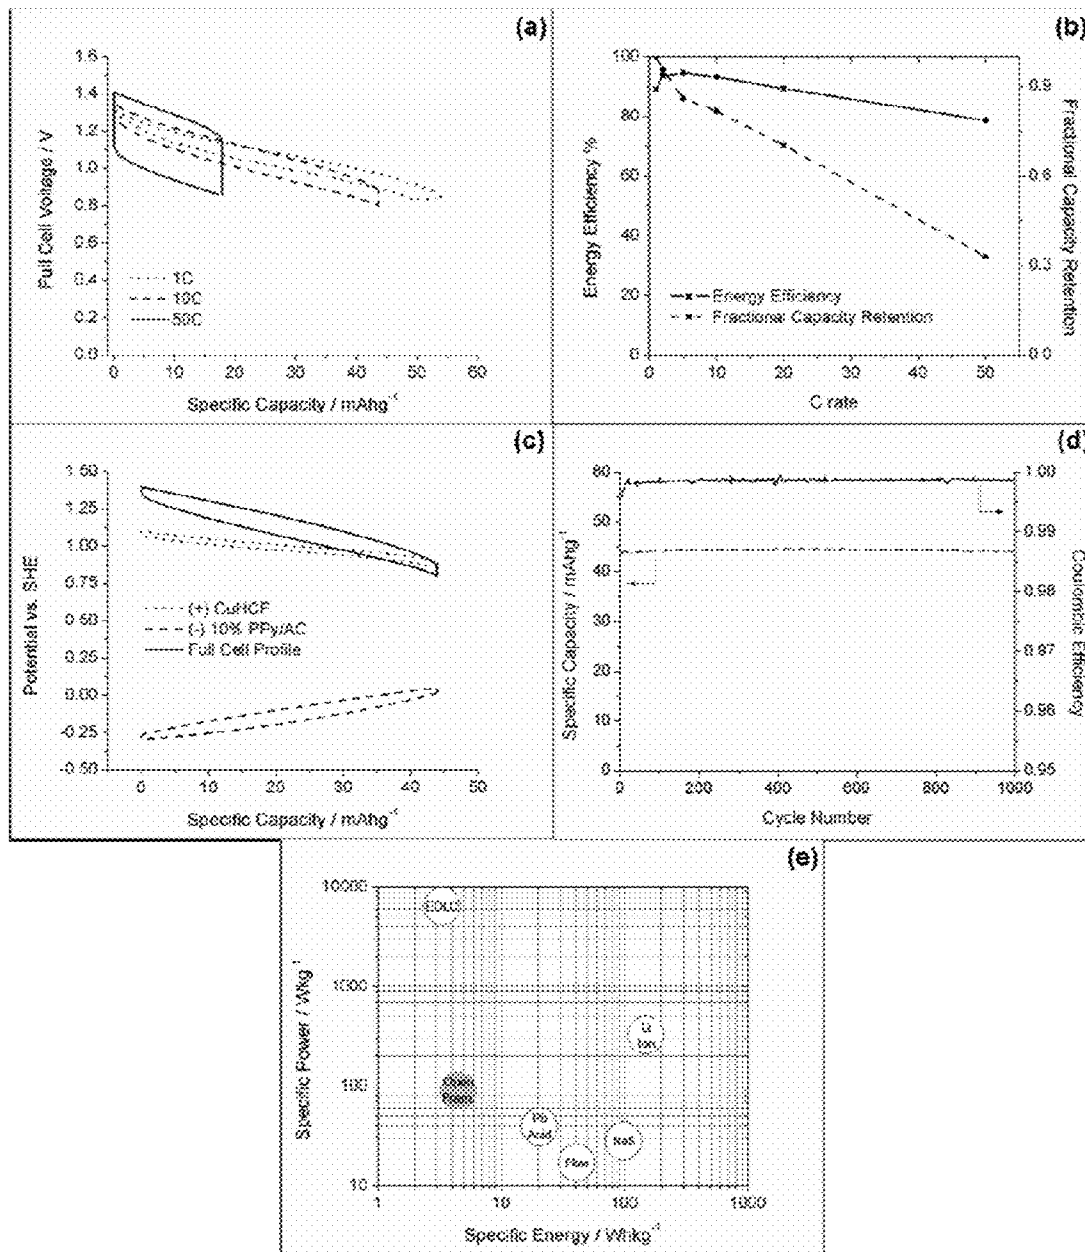 (a)
Full Cell Voltage / V
1.6
1.4
1.2
1.0
0.8
0.6
0.4
0.2
0.0
1C
10C
50C
0 10 20 30 40 50 60
Specific Capacity / mAhg⁻¹
(b)
Energy Efficiency %
100
80
60
40
20
0
Energy Efficiency
Fractional Capacity Retention
0.9
0.6
0.3
0.0
Fractional Capacity
Retention
0 10 20 30 40 50
C rate
(c)
Potential vs. SHE
1.50
1.25
1.00
0.75
0.50
0.25
0.00
-0.25
-0.50
(+) CuHCF
(-) 10% PPy/AC
Full Cell Profile
0 10 20 30 40 50
Specific Capacity / mAhg⁻¹
(d)
Specific Capacity / mAhg⁻¹
60
50
40
30
20
10
0
1.00
0.99
0.98
0.97
0.96
0.95
Coulombic Efficiency
0 200 400 600 800 1000
Cycle Number
(e)
Specific Power / Wkg⁻¹
10000
1000
100
10
Li
Ion
Pb
Acid
Flow
NaS
1 10 100 1000
Specific Energy / Whkg⁻¹